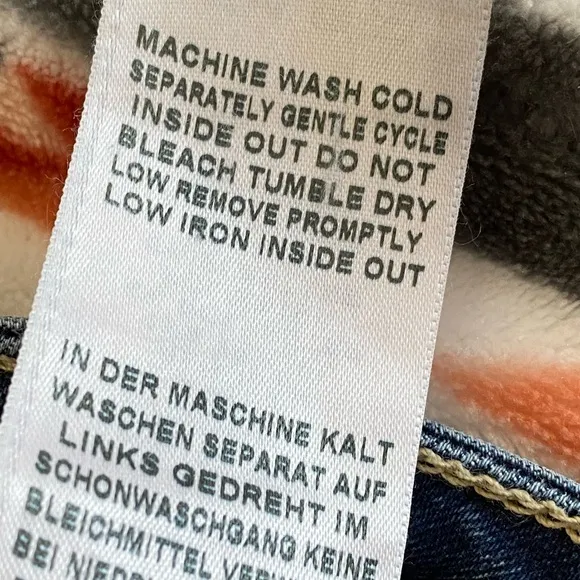 MACHINE WASH COLD
SEPARATELY GENTLE CYCLE
INSIDE OUT DO NOT
BLEACH TUMBLE DRY
LOW REMOVE PROMPTLY
LOW IRON INSIDE OUT
IN DER MASCHINE KALT
WASCHEN SEPARAT AUF
LINKS GEDREHT IM
SCHONWASCHGANG KEINE
BLEICHMITTEL
BEI